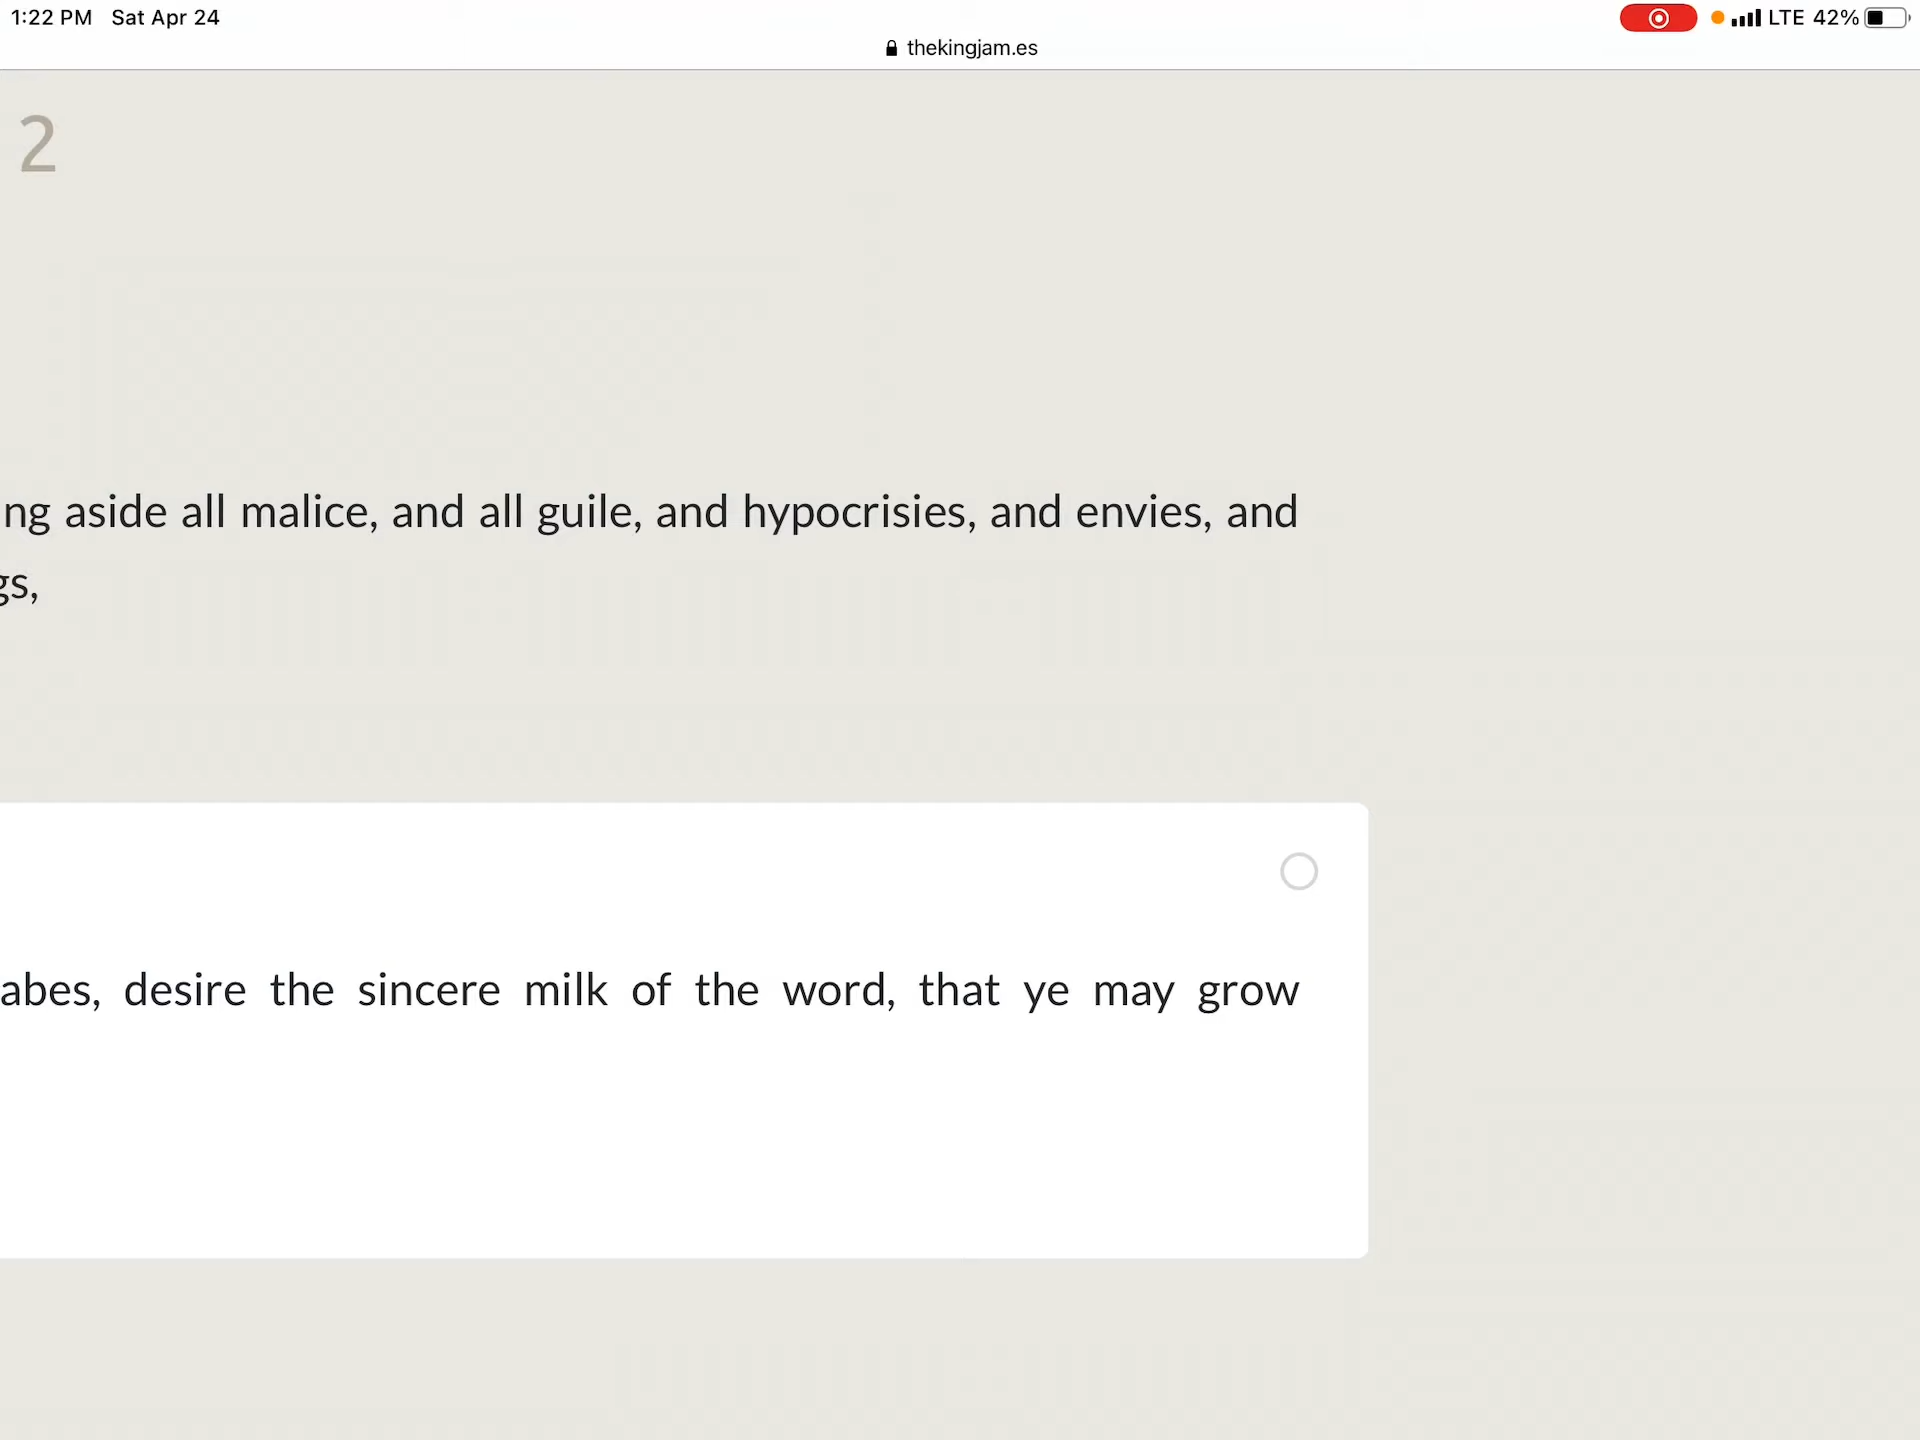 1:22 PM Sat Apr 24
LTE 42%
thekingjam.es
2
ng aside all malice, and all guile, and hypocrisies, and envies, and
gs,
abes, desire the sincere milk of the word, that ye may grow